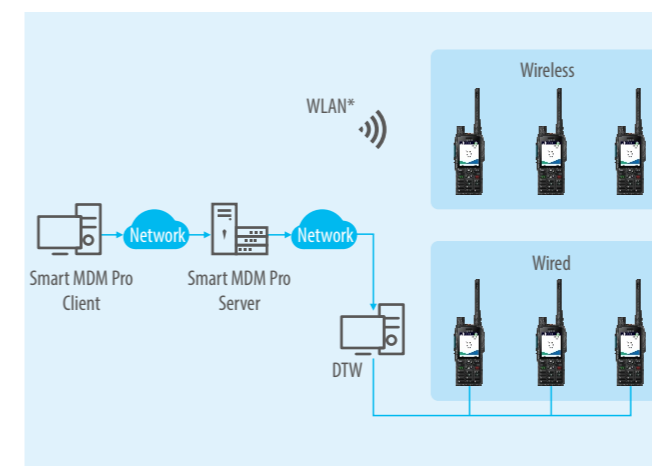 Wireless
WLAN*
Network
Network
Smart MDM Pro
Client
Smart MDM Pro
Server
Wired
DTW